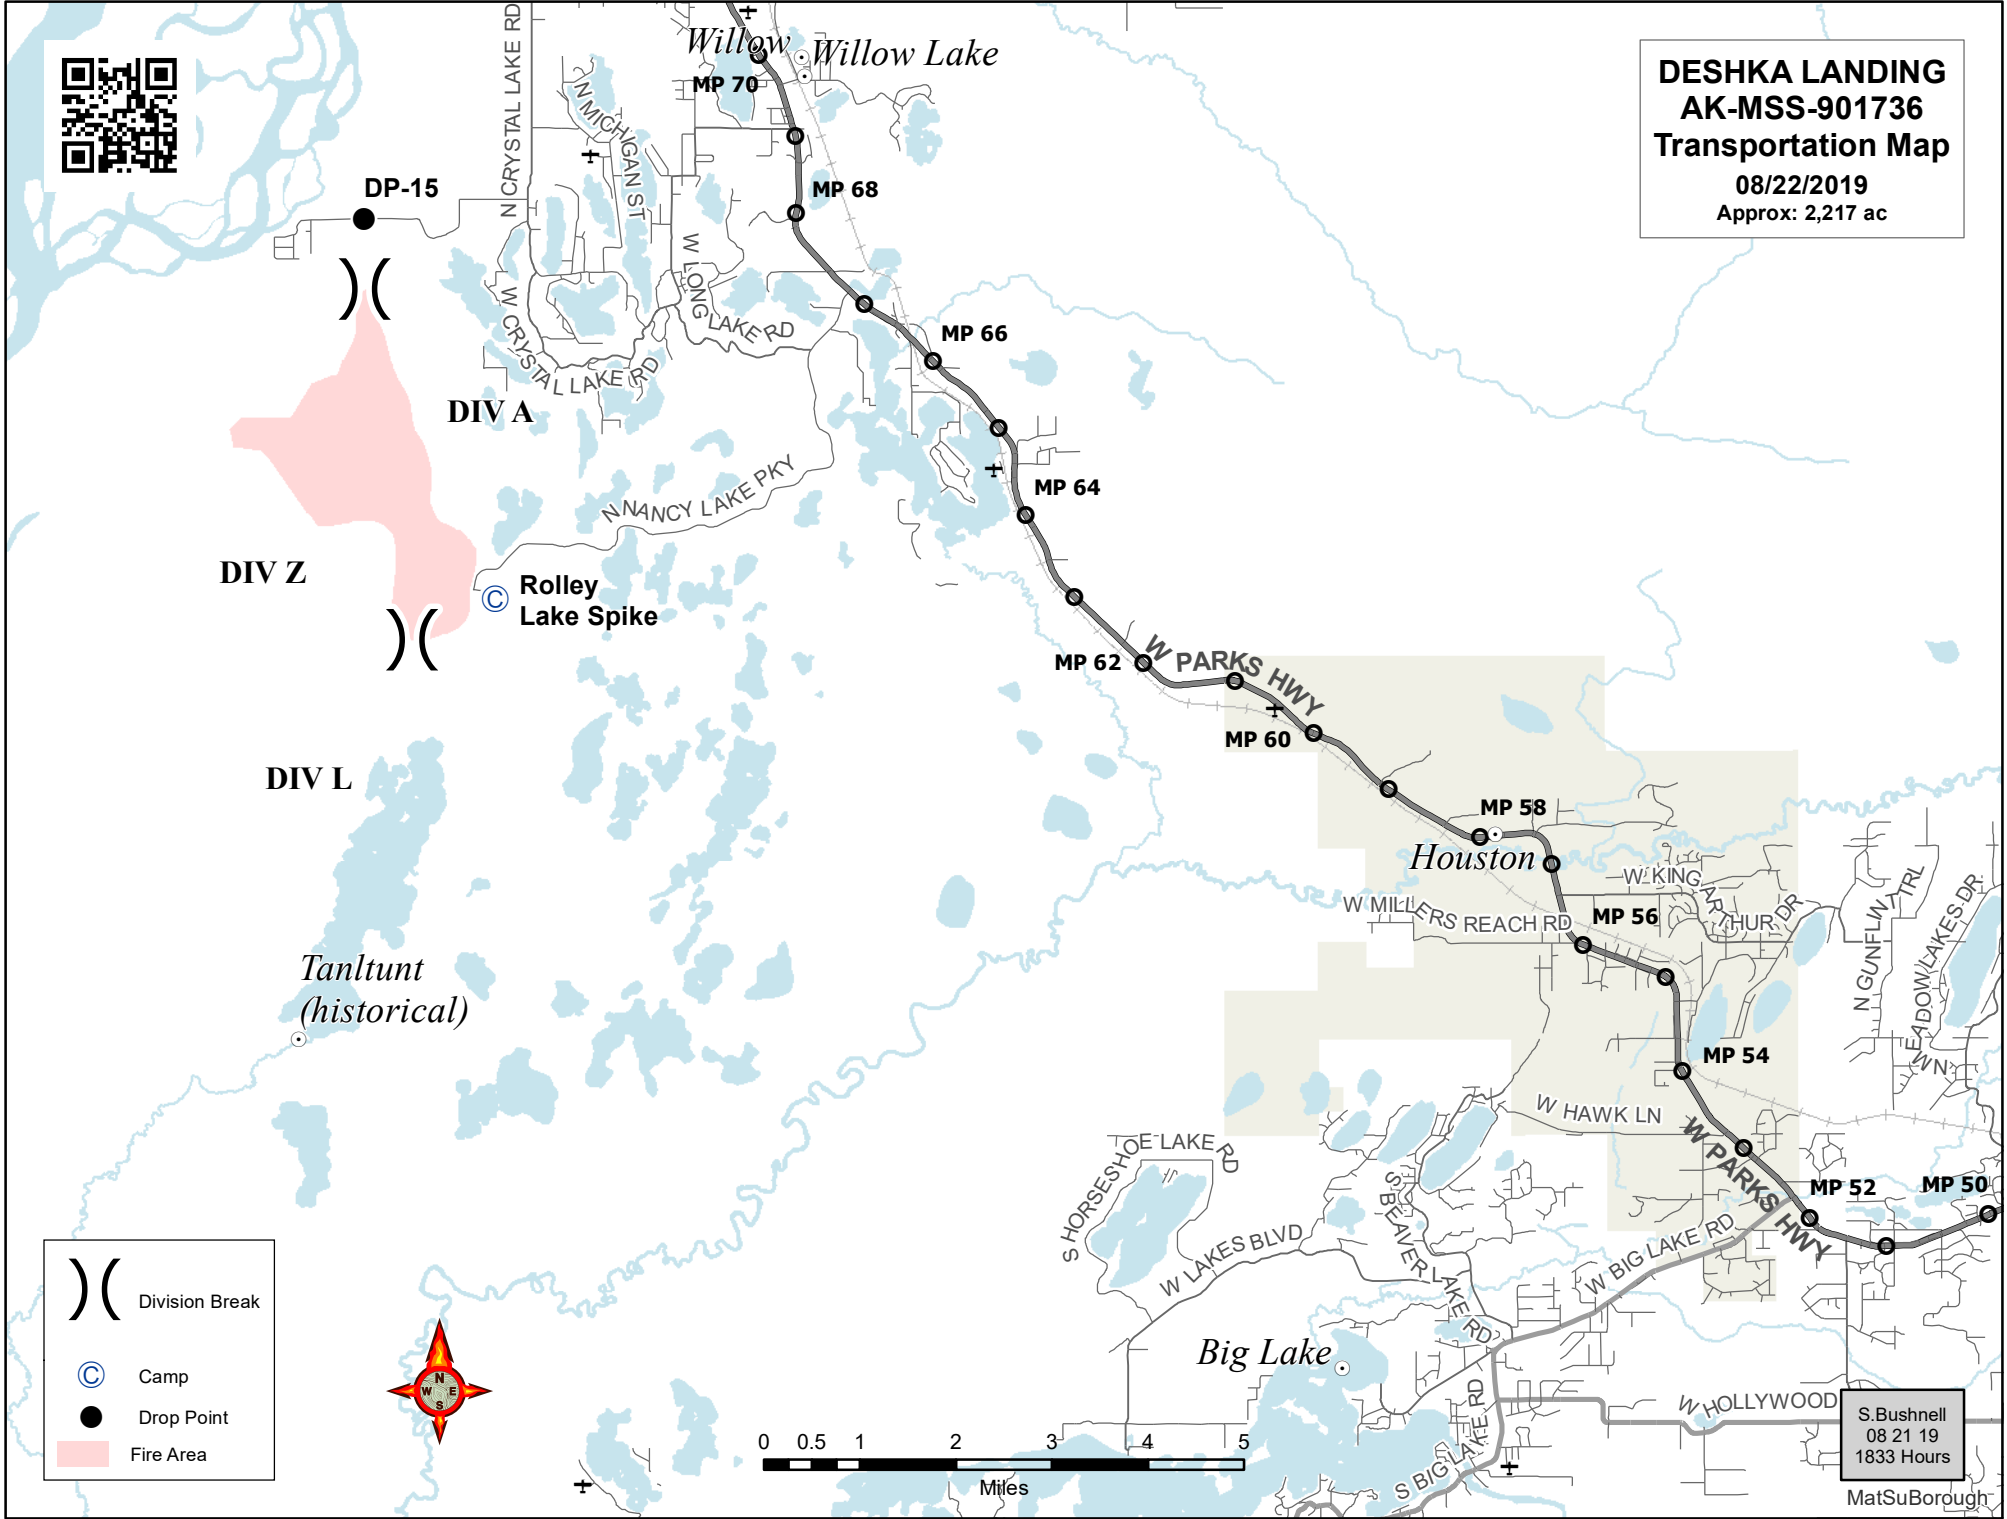 Willow
Willow Lake
MP 70
N CRYSTAL LAKE RD
N MICHIGAN ST
DESHKA LANDING
AK-MSS-901736
Transportation Map
08/22/2019
Approx: 2,217 ac
DP-15
MP 68
W LONG LAKE RD
W CRYSTAL LAKE RD
MP 66
DIV A
N NANCY LAKE PKY
MP 64
DIV Z
Rolley
Lake Spike
C
MP 62
W PARKS HWY
MP 60
DIV L
MP 58
Houston
W KING ARTHUR DR
W MILLERS REACH RD
MP 56
N GUNFLINT TRL
N MEADOW LAKES DR
Tanltunt
(historical)
MP 54
W HAWK LN
W PARKS HWY
MP 52
MP 50
S HORSESHOE LAKE RD
S BEAVER LAKE RD
W LAKES BLVD
W BIG LAKE RD
Big Lake
W HOLLYWOOD
S BIG LAKE RD
Division Break
C
Camp
Drop Point
Fire Area
N
W
E
S
0 0.5 1 2 3 4 5
Miles
S.Bushnell
08 21 19
1833 Hours
MatSuBorough